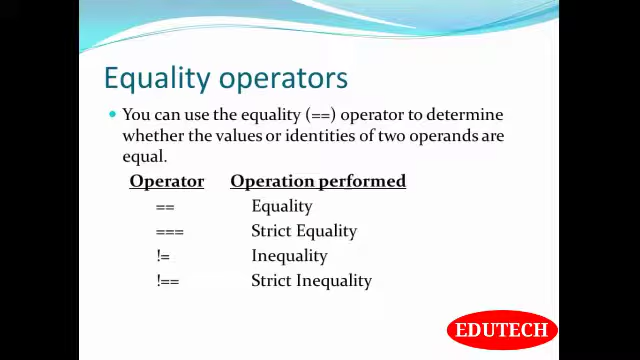 Equality operators
• You can use the equality (==) operator to determine
whether the values or identities of two operands are
equal.
Operator Operation performed
== Equality
=== Strict Equality
!= Inequality
!== Strict Inequality
EDUTECH